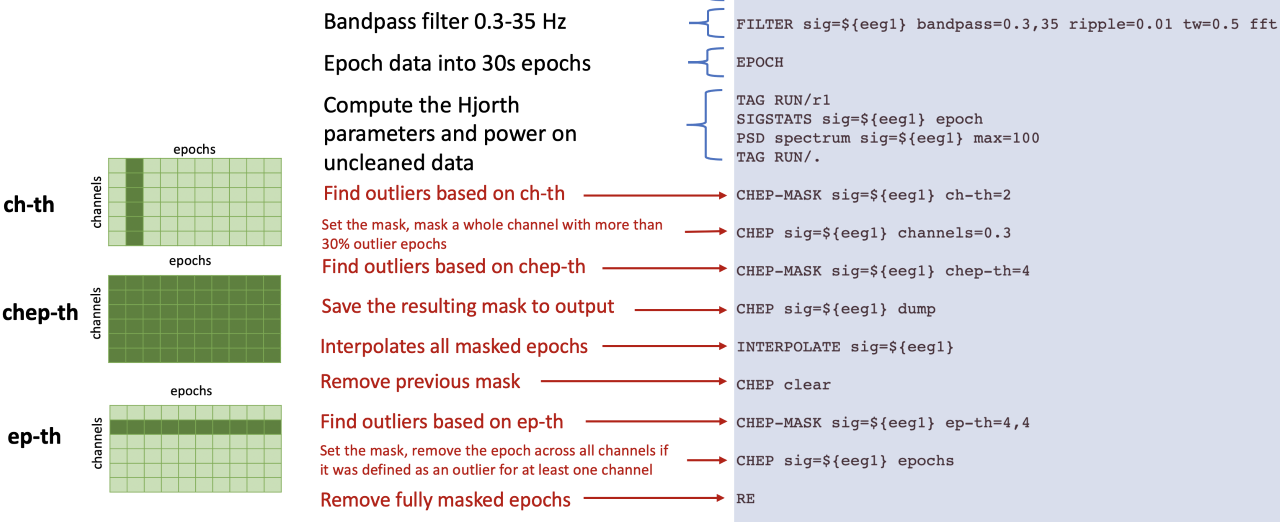 Bandpass filter 0.3-35 Hz
FILTER sig=${eeg1} bandpass=0.3,35 ripple=0.01 tw=0.5 fft
Epoch data into 30s epochs
EPOCH
Compute the Hjorth
parameters and power on
uncleaned data
TAG RUN/r1
SIGSTATS sig=${eeg1} epoch
PSD spectrum sig=${eeg1} max=100
TAG RUN/.
epochs
channels
ch-th
Find outliers based on ch-th
CHEP-MASK sig=${eeg1} ch-th=2
Set the mask, mask a whole channel with more than
30% outlier epochs
CHEP sig=${eeg1} channels=0.3
epochs
channels
chep-th
Find outliers based on chep-th
CHEP-MASK sig=${eeg1} chep-th=4
Save the resulting mask to output
CHEP sig=${eeg1} dump
Interpolates all masked epochs
INTERPOLATE sig=${eeg1}
Remove previous mask
CHEP clear
epochs
channels
ep-th
Find outliers based on ep-th
CHEP-MASK sig=${eeg1} ep-th=4,4
Set the mask, remove the epoch across all channels if
it was defined as an outlier for at least one channel
CHEP sig=${eeg1} epochs
Remove fully masked epochs
RE